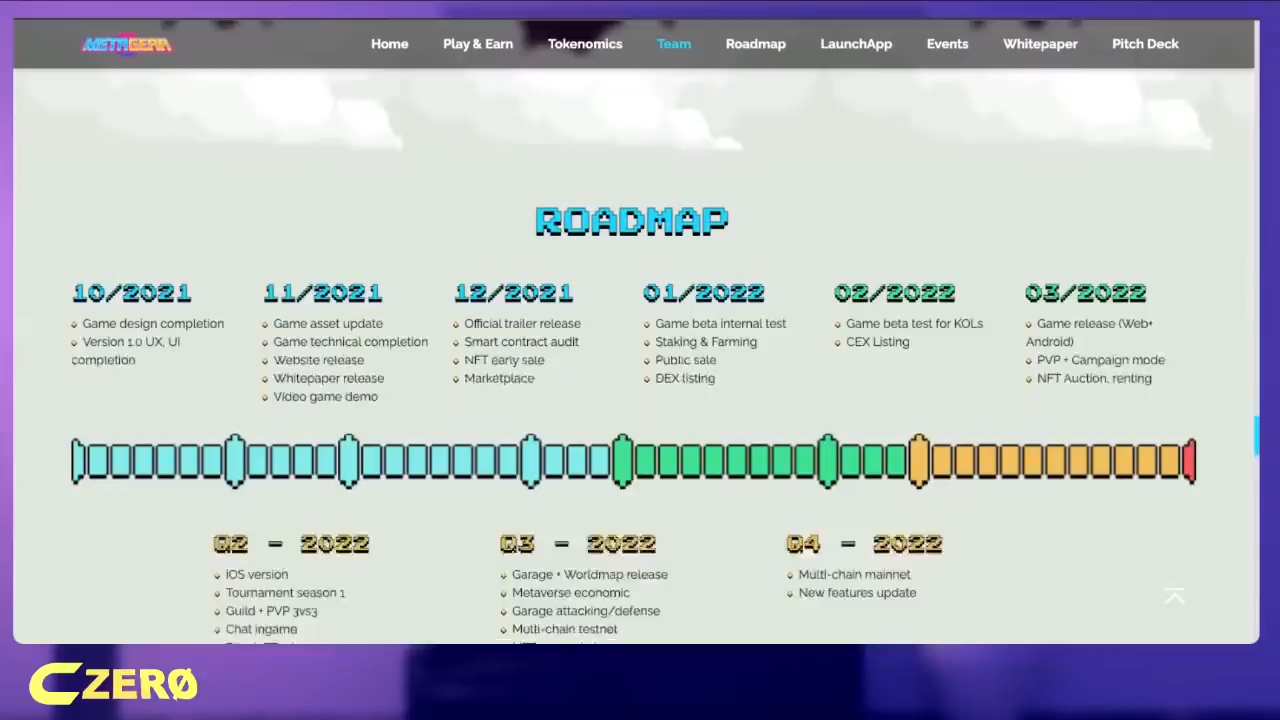 METAGEAR
Home
Play & Earn
Tokenomics
Team
Roadmap
LaunchApp
Events
Whitepaper
Pitch Deck
ROADMAP
10/2021
Game design completion
Version 1.0 UX, UI
completion
11/2021
Game asset update
Game technical completion
Website release
Whitepaper release
Video game demo
12/2021
Official trailer release
Smart contract audit
NFT early sale
Marketplace
01/2022
Game beta internal test
Staking & Farming
Public sale
DEX listing
02/2022
Game beta test for KOLs
CEX Listing
03/2022
Game release (Web+
Android)
PVP + Campaign mode
NFT Auction, renting
Q2 - 2022
iOS version
Tournament season 1
Guild + PVP 3vs3
Chat ingame
Q3 - 2022
Garage + Worldmap release
Metaverse economic
Garage attacking/defense
Multi-chain testnet
Q4 - 2022
Multi-chain mainnet
New features update
CZERØ